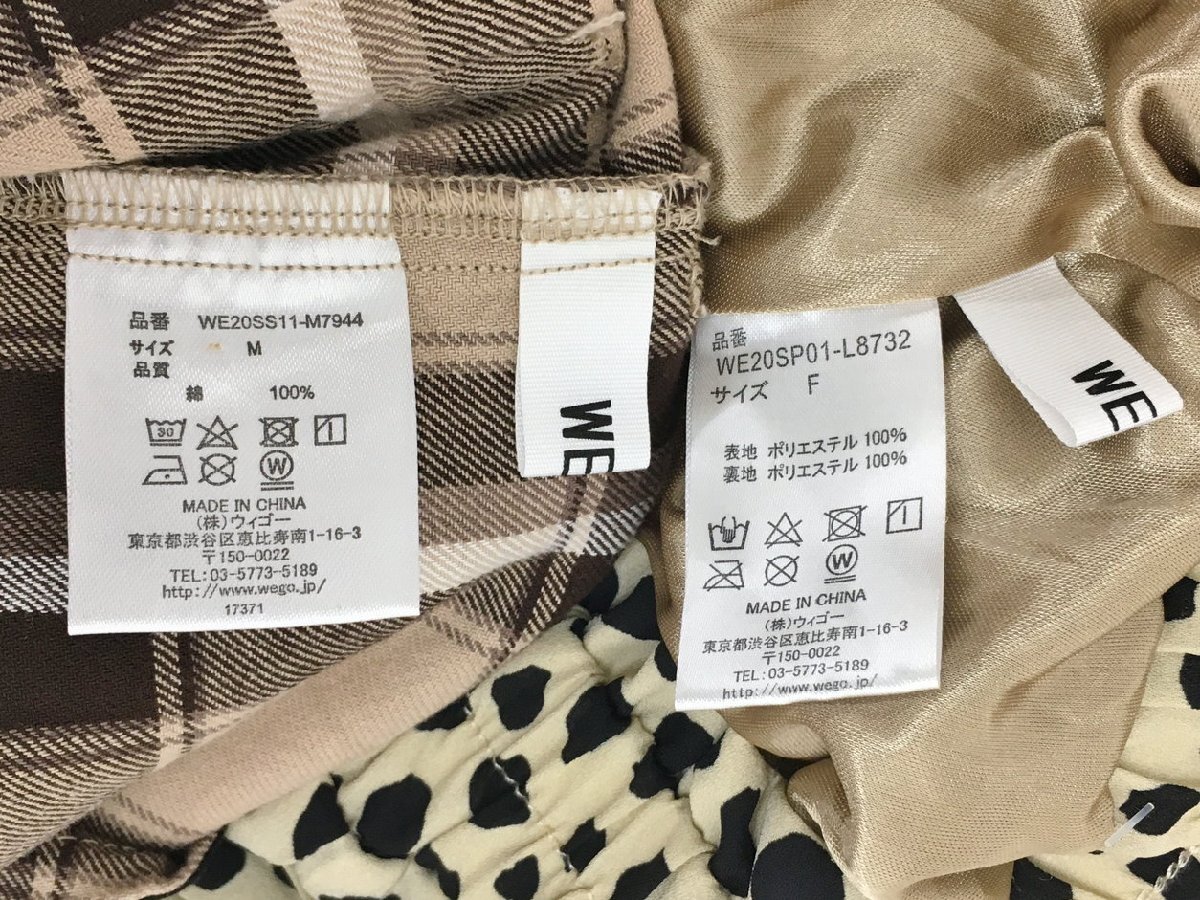 品番 WE20SS11-M7944
サイズ M
品質
綿 100%
30
W
MADE IN CHINA
(株)ウィゴー
東京都渋谷区恵比寿南1-16-3
〒150-0022
TEL:03-5773-5189
http://www.wego.jp/
17371
WE
品番
WE20SP01-L8732
サイズ F
表地 ポリエステル 100%
裏地 ポリエステル 100%
W
MADE IN CHINA
(株)ウィゴー
東京都渋谷区恵比寿南1-16-3
〒150-0022
TEL:03-5773-5189
http://www.wego.jp/
WE